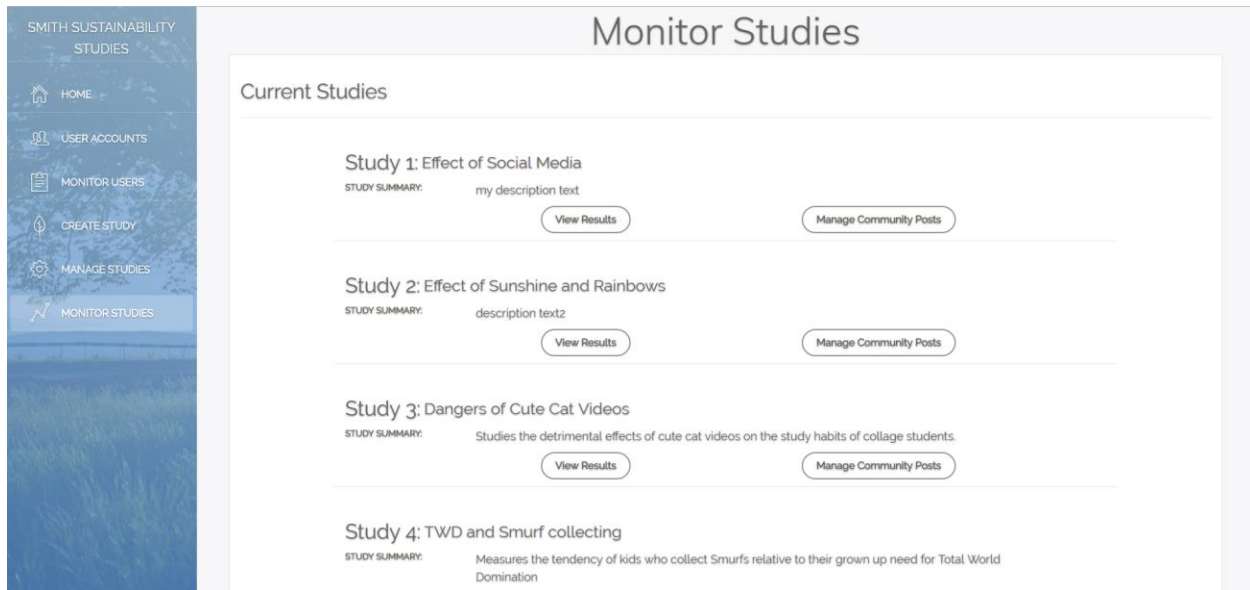 SMITH SUSTAINABILITY
STUDIES
HOME
USER ACCOUNTS
MONITOR USERS
CREATE STUDY
MANAGE STUDIES
MONITOR STUDIES
Monitor Studies
Current Studies
Study 1: Effect of Social Media
STUDY SUMMARY: my description text
View Results Manage Community Posts
Study 2: Effect of Sunshine and Rainbows
STUDY SUMMARY: description text2
View Results Manage Community Posts
Study 3: Dangers of Cute Cat Videos
STUDY SUMMARY: Studies the detrimental effects of cute cat videos on the study habits of collage students.
View Results Manage Community Posts
Study 4: TWD and Smurf collecting
STUDY SUMMARY: Measures the tendency of kids who collect Smurfs relative to their grown up need for Total World
Domination